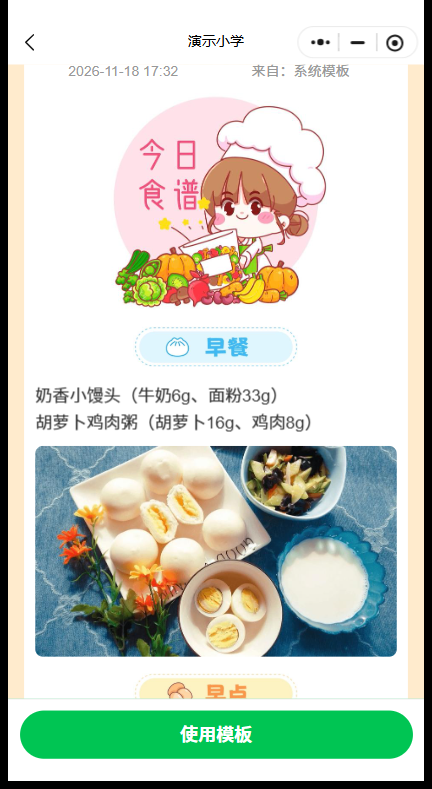 演示小学
2026-11-18 17:32 来自：系统模板
今日
食谱
早餐
奶香小馒头（牛奶6g、面粉33g）
胡萝卜鸡肉粥（胡萝卜16g、鸡肉8g）
早点
使用模板